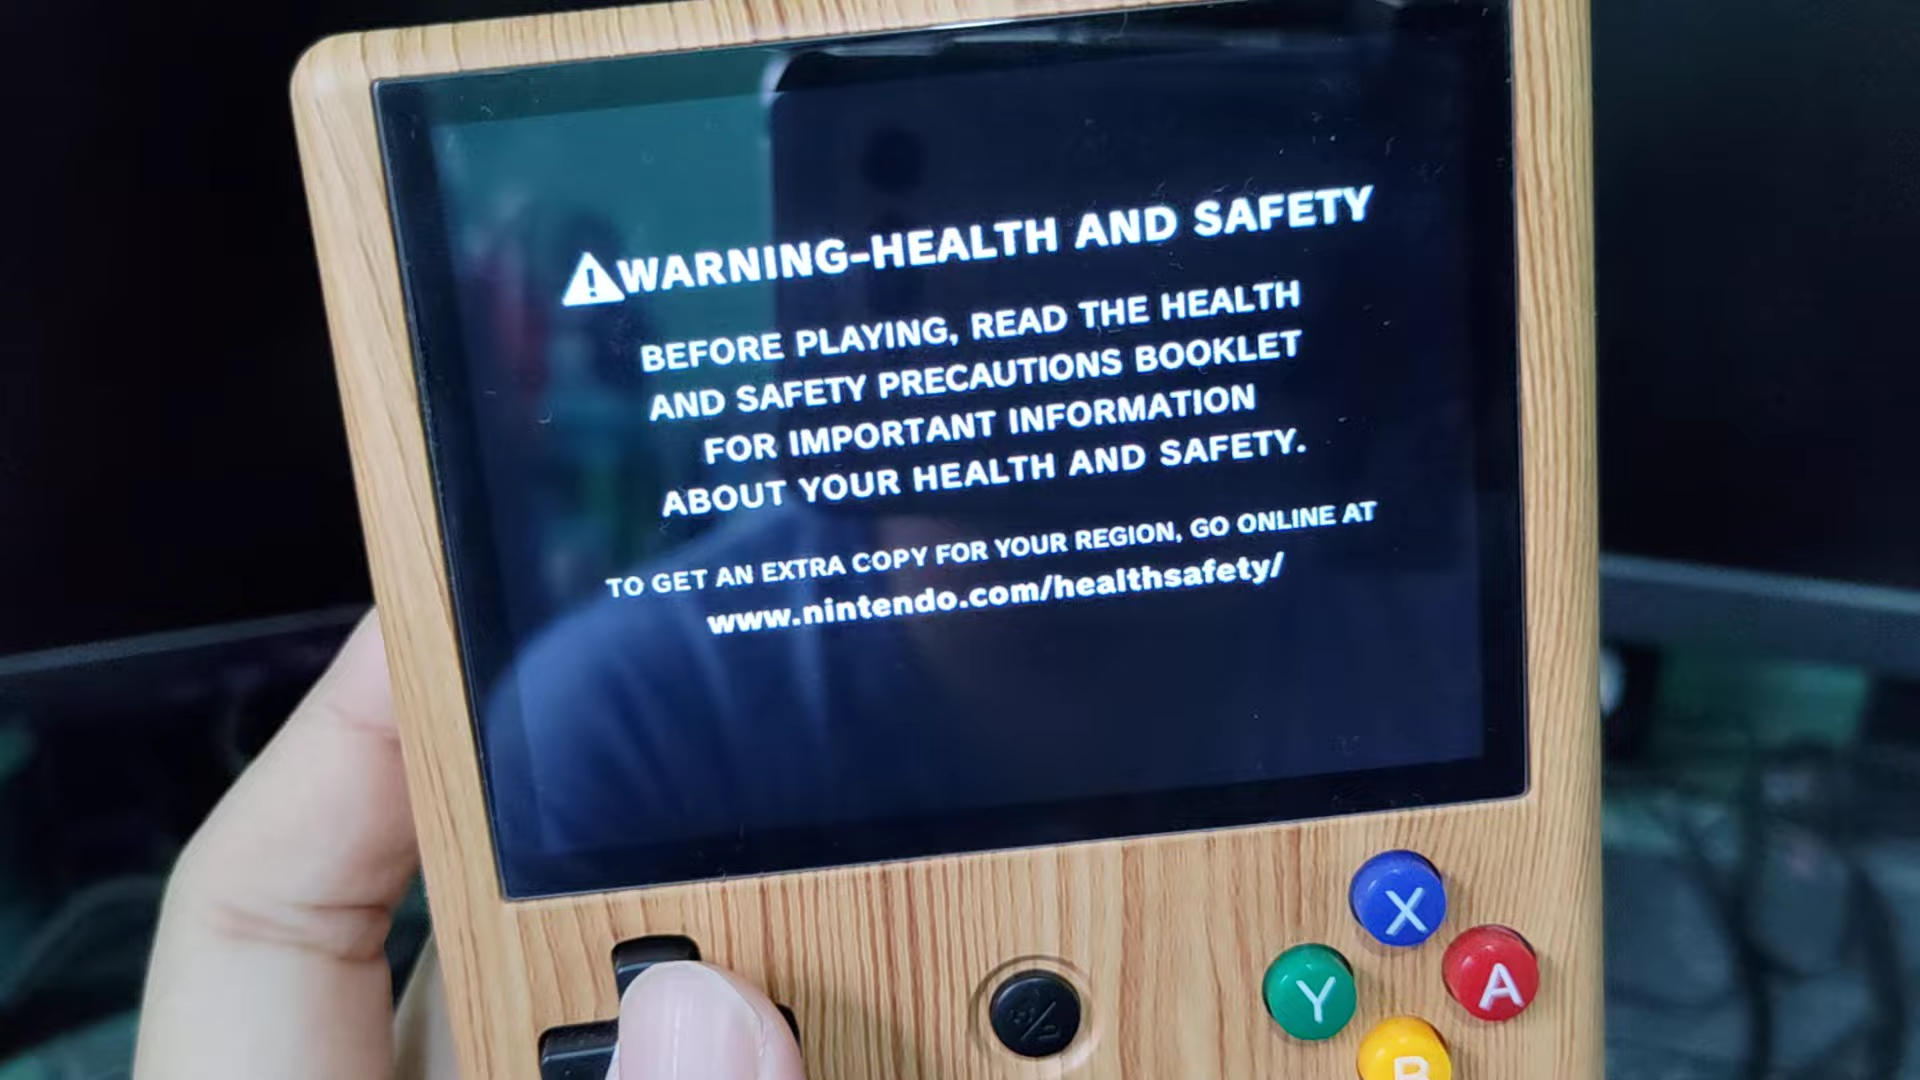 WARNING-HEALTH AND SAFETY
BEFORE PLAYING, READ THE HEALTH
AND SAFETY PRECAUTIONS BOOKLET
FOR IMPORTANT INFORMATION
ABOUT YOUR HEALTH AND SAFETY.
TO GET AN EXTRA COPY FOR YOUR REGION, GO ONLINE AT
www.nintendo.com/healthsafety/
X
Y
A
B